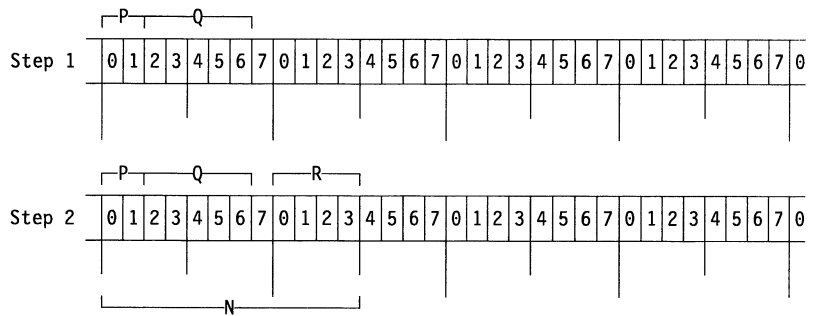 P Q
Step 1 0 1 2 3 4 5 6 7 0 1 2 3 4 5 6 7 0 1 2 3 4 5 6 7 0 1 2 3 4 5 6 7 0
P Q R
Step 2 0 1 2 3 4 5 6 7 0 1 2 3 4 5 6 7 0 1 2 3 4 5 6 7 0 1 2 3 4 5 6 7 0
N